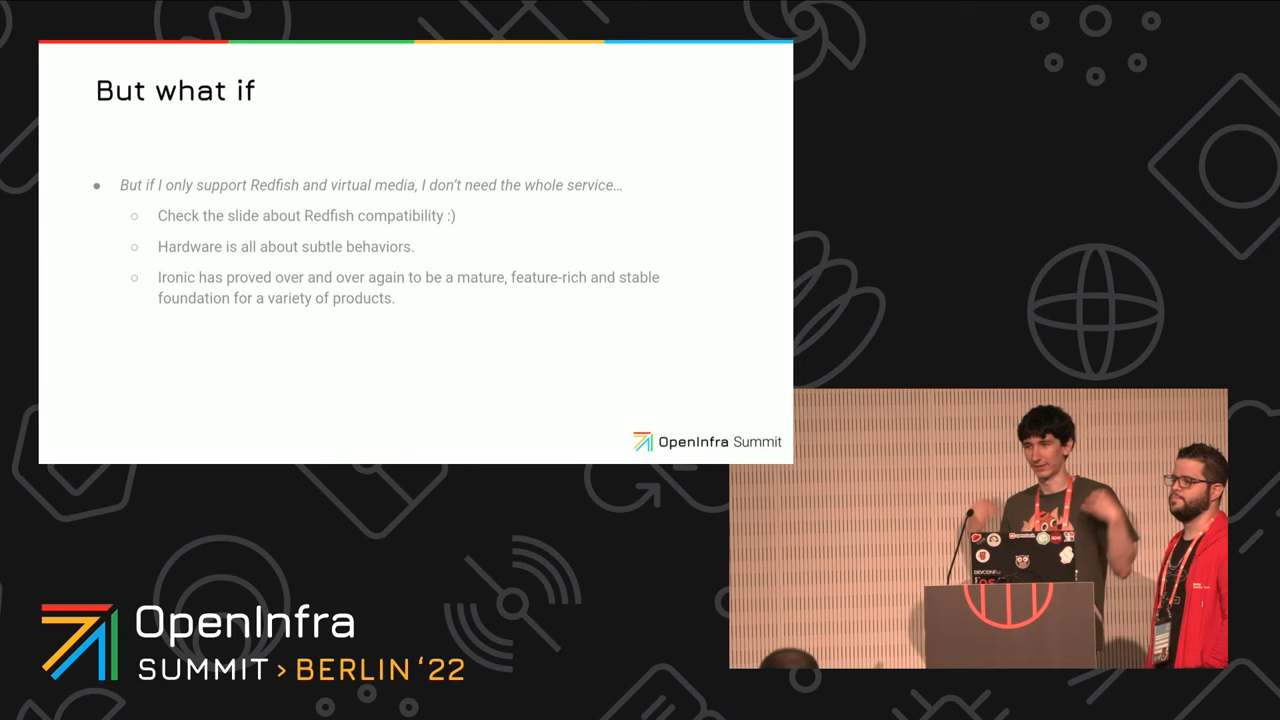 But what if
● But if I only support Redfish and virtual media, I don’t need the whole service…
○ Check the slide about Redfish compatibility :)
○ Hardware is all about subtle behaviors.
○ Ironic has proved over and over again to be a mature, feature-rich and stable
foundation for a variety of products.
OpenInfra Summit
OpenInfra
SUMMIT > BERLIN ‘22